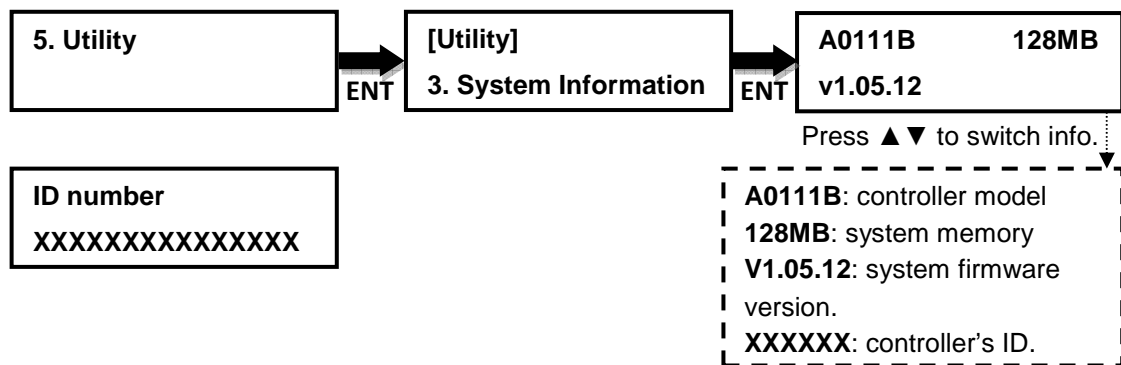 5. Utility
ENT
[Utility]
3. System Information
ENT
A0111B 128MB
v1.05.12
Press ▲▼ to switch info.
ID number
XXXXXXXXXXXXXXX
A0111B: controller model
128MB: system memory
V1.05.12: system firmware
version.
XXXXXX: controller's ID.